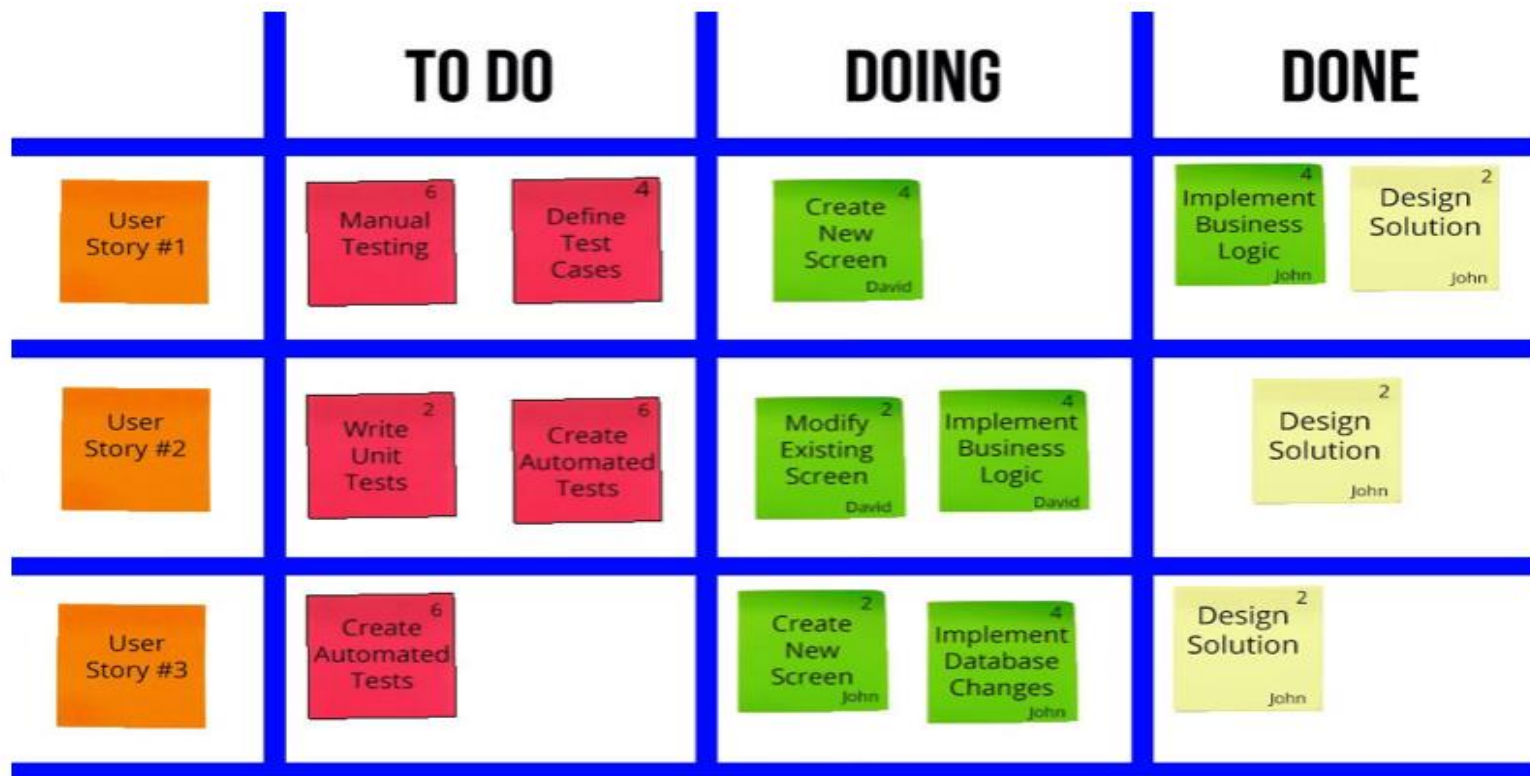 TO DO
DOING
DONE
User
Story #1
6
Manual
Testing
4
Define
Test
Cases
4
Create
New
Screen
David
4
Implement
Business
Logic
John
2
Design
Solution
John
User
Story #2
2
Write
Unit
Tests
6
Create
Automated
Tests
2
Modify
Existing
Screen
David
4
Implement
Business
Logic
David
2
Design
Solution
John
User
Story #3
6
Create
Automated
Tests
2
Create
New
Screen
John
4
Implement
Database
Changes
John
2
Design
Solution
John